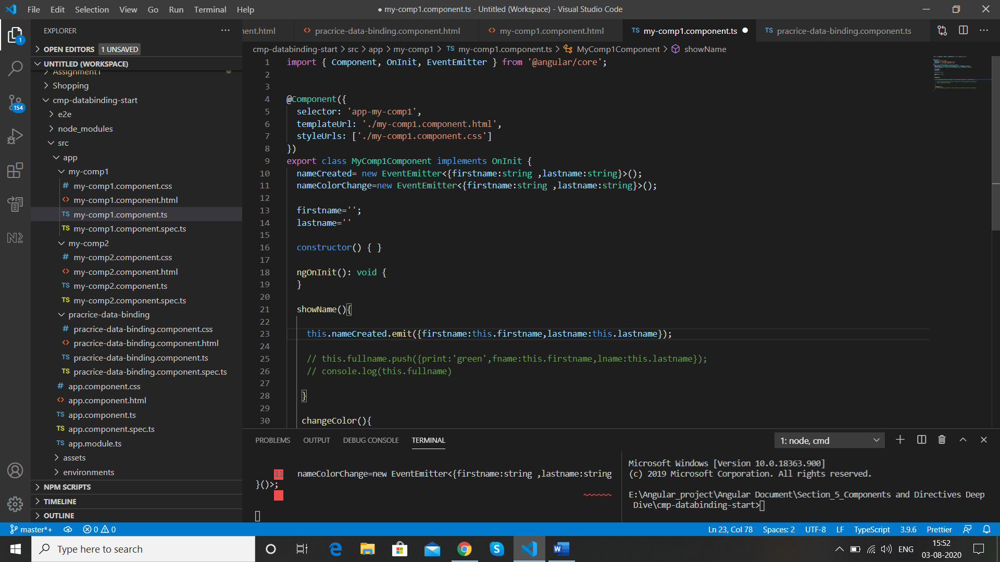 File Edit Selection View Go Run Terminal Help
● my-comp1.component.ts - Untitled (Workspace) - Visual Studio Code
EXPLORER
OPEN EDITORS 1 UNSAVED
UNTITLED (WORKSPACE)
Assignment1
Shopping
cmp-databinding-start
e2e
node_modules
src
app
my-comp1
# my-comp1.component.css
<> my-comp1.component.html
TS my-comp1.component.ts
TS my-comp1.component.spec.ts
my-comp2
# my-comp2.component.css
<> my-comp2.component.html
TS my-comp2.component.ts
TS my-comp2.component.spec.ts
pracrice-data-binding
# pracrice-data-binding.component.css
<> pracrice-data-binding.component.html
TS pracrice-data-binding.component.ts
TS pracrice-data-binding.component.spec.ts
# app.component.css
<> app.component.html
TS app.component.ts
TS app.component.spec.ts
TS app.module.ts
assets
environments
NPM SCRIPTS
TIMELINE
OUTLINE
1
154
nent.html <> pracrice-data-binding.component.html <> my-comp1.component.html TS my-comp1.component.ts ● TS pracrice-data-binding.component.ts
cmp-databinding-start > src > app > my-comp1 > TS my-comp1.component.ts > MyComp1Component > showName
1 import { Component, OnInit, EventEmitter } from '@angular/core';
2
3
4 @Component({
5 selector: 'app-my-comp1',
6 templateUrl: './my-comp1.component.html',
7 styleUrls: ['./my-comp1.component.css']
8 })
9 export class MyComp1Component implements OnInit {
10 nameCreated= new EventEmitter<{firstname:string ,lastname:string}>();
11 nameColorChange=new EventEmitter<{firstname:string ,lastname:string}>();
12
13 firstname='';
14 lastname=''
15
16 constructor() { }
17
18 ngOnInit(): void {
19 }
20
21 showName(){
22
23 this.nameCreated.emit({firstname:this.firstname,lastname:this.lastname});
24
25 // this.fullname.push({print:'green',fname:this.firstname,lname:this.lastname});
26 // console.log(this.fullname)
27
28 }
29
30 changeColor(){
PROBLEMS OUTPUT DEBUG CONSOLE TERMINAL
1: node, cmd
11 nameColorChange=new EventEmitter<{firstname:string ,lastname:string
}()>;
~~~~~~
Microsoft Windows [Version 10.0.18363.900]
(c) 2019 Microsoft Corporation. All rights reserved.
E:\Angular_project\Angular Document\Section_5_Components and Directives Deep
Dive\cmp-databinding-start>
master*+ 0 0
Ln 23, Col 78 Spaces: 2 UTF-8 LF TypeScript 3.9.6 Prettier
Type here to search
ENG
15:52
03-08-2020